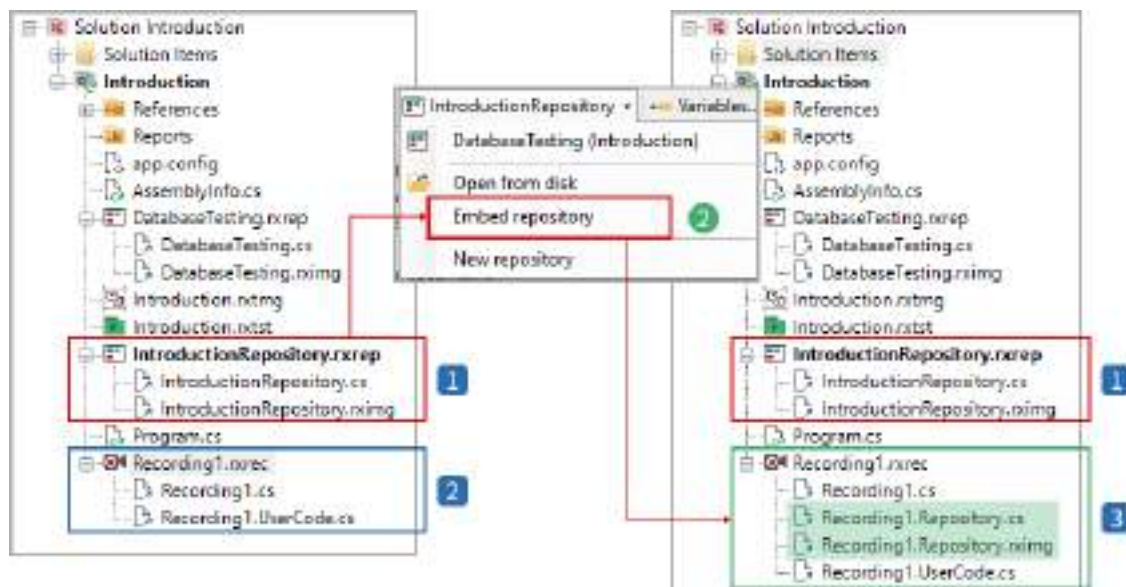 Solution Introduction
Solution Items
Introduction
References
Reports
app.config
AssemblyInfo.cs
DatabaseTesting.rxrep
DatabaseTesting.cs
DatabaseTesting.rximg
Introduction.rxtmg
Introduction.rxtst
IntroductionRepository.rxrep
IntroductionRepository.cs
IntroductionRepository.rximg
1
Program.cs
Recording1.rxrec
Recording1.cs
2
Recording1.UserCode.cs
IntroductionRepository
Variables...
DatabaseTesting (Introduction)
Open from disk
Embed repository
2
New repository
Solution Introduction
Solution Items
Introduction
References
Reports
app.config
AssemblyInfo.cs
DatabaseTesting.rxrep
DatabaseTesting.cs
DatabaseTesting.rximg
Introduction.rxtmg
Introduction.rxtst
IntroductionRepository.rxrep
IntroductionRepository.cs
1
IntroductionRepository.rximg
Program.cs
Recording1.rxrec
Recording1.cs
Recording1.Repository.cs
3
Recording1.Repository.rximg
Recording1.UserCode.cs